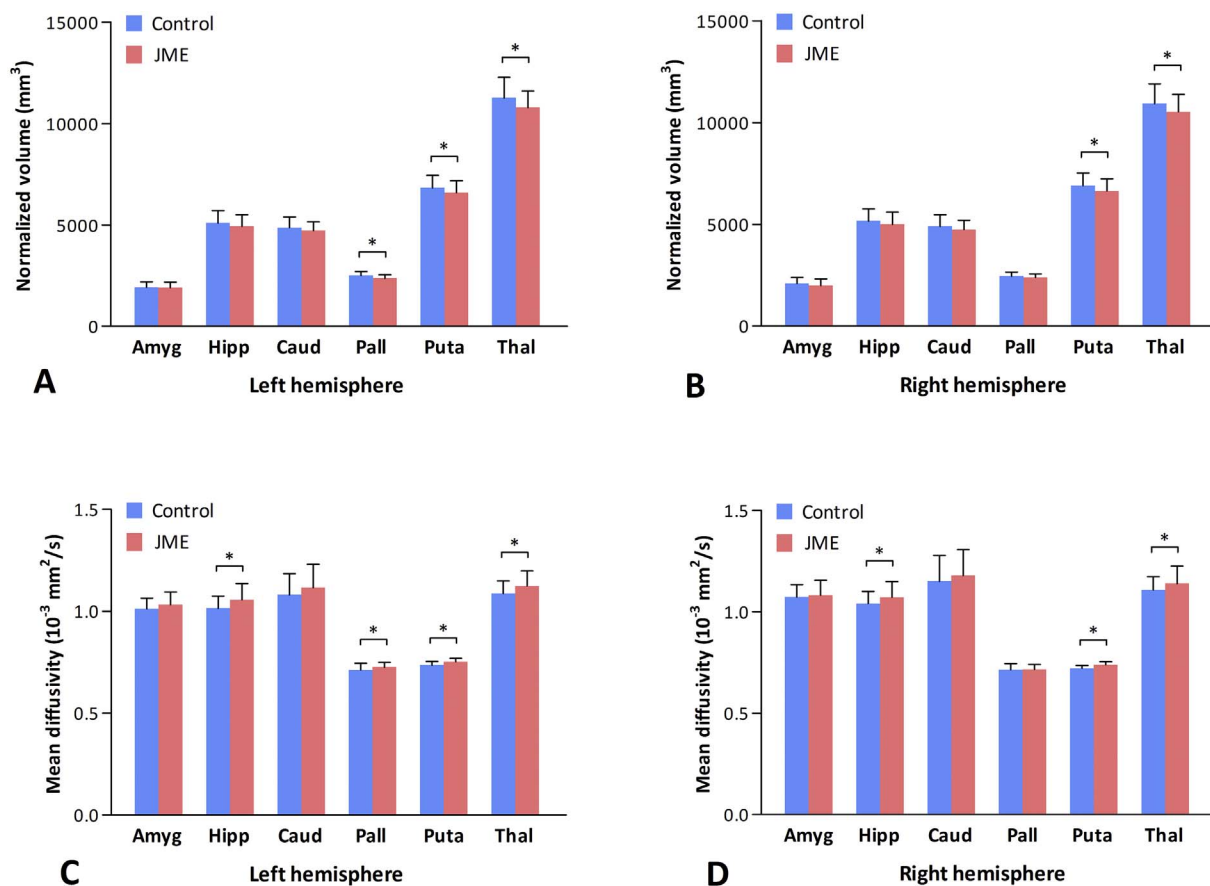 15000
Control
JME
*
10000
*
5000
*
0
Normalized volume (mm³)
Amyg Hipp Caud Pall Puta Thal
Left hemisphere
A
15000
Control
JME
*
10000
*
5000
0
Normalized volume (mm³)
Amyg Hipp Caud Pall Puta Thal
Right hemisphere
B
1.5
Control
JME
* *
1.0
* *
0.5
0.0
Mean diffusivity (10⁻³ mm²/s)
Amyg Hipp Caud Pall Puta Thal
Left hemisphere
C
1.5
Control
JME
* *
1.0
*
0.5
0.0
Mean diffusivity (10⁻³ mm²/s)
Amyg Hipp Caud Pall Puta Thal
Right hemisphere
D